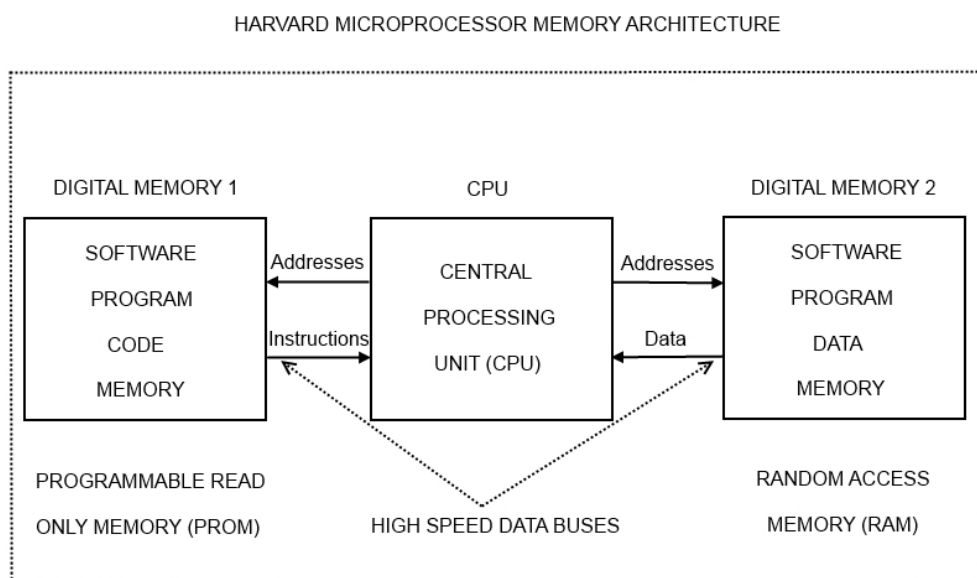 HARVARD MICROPROCESSOR MEMORY ARCHITECTURE
DIGITAL MEMORY 1
CPU
DIGITAL MEMORY 2
SOFTWARE
PROGRAM
CODE
MEMORY
Addresses
Instructions
CENTRAL
PROCESSING
UNIT (CPU)
Addresses
Data
SOFTWARE
PROGRAM
DATA
MEMORY
PROGRAMMABLE READ
ONLY MEMORY (PROM)
HIGH SPEED DATA BUSES
RANDOM ACCESS
MEMORY (RAM)